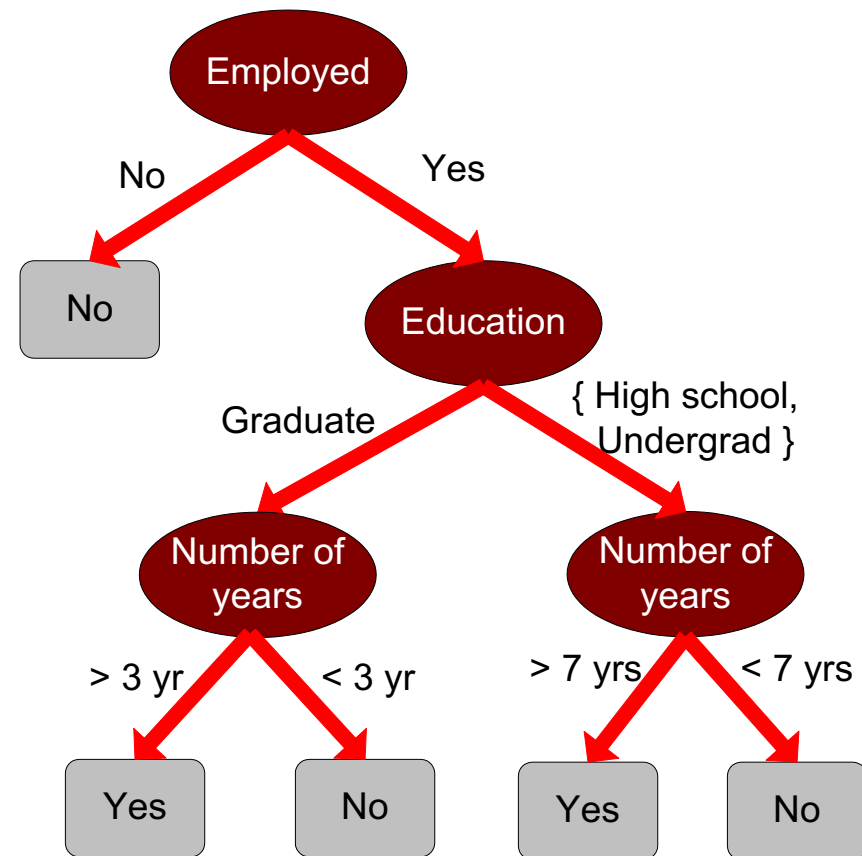 Employed
No
Yes
No
Education
Graduate
{ High school,
Undergrad }
Number of
years
Number of
years
> 3 yr
< 3 yr
> 7 yrs
< 7 yrs
Yes
No
Yes
No